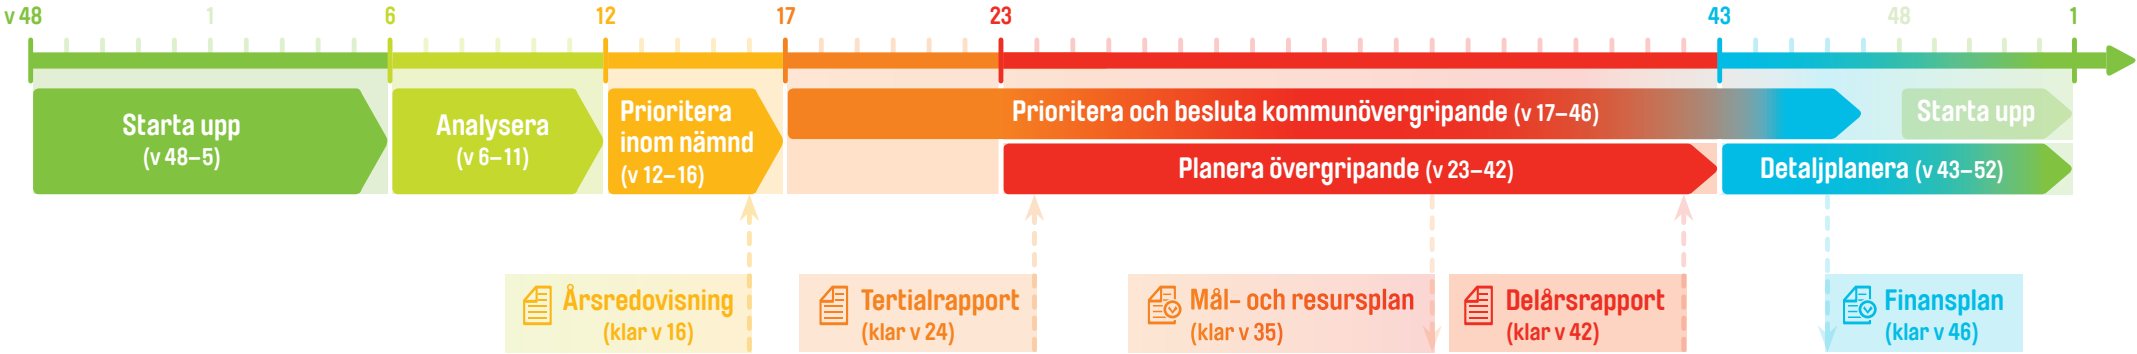 v 48 1 6 12 17 23 43 48 1
Starta upp
(v 48–5)
Analysera
(v 6–11)
Prioritera
inom nämnd
(v 12–16)
Prioritera och besluta kommunövergripande (v 17–46)
Starta upp
Planera övergripande (v 23–42)
Detaljplanera (v 43–52)
Årsredovisning
(klar v 16)
Tertialrapport
(klar v 24)
Mål- och resursplan
(klar v 35)
Delårsrapport
(klar v 42)
Finansplan
(klar v 46)